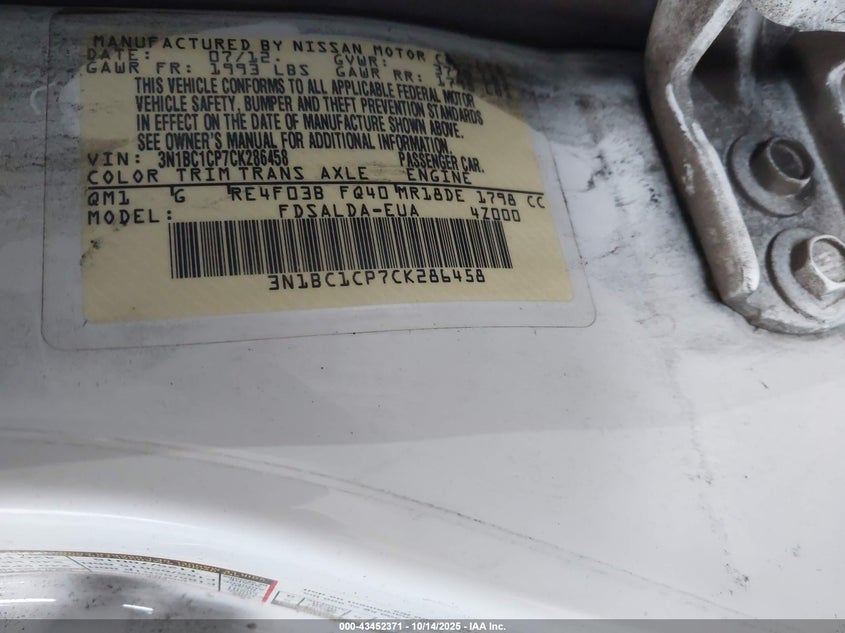 MANUFACTURED BY NISSAN MOTOR
DATE: 07/12 GVWR:
GAWR FR: 1993 LBS GAWR RR:
THIS VEHICLE CONFORMS TO ALL APPLICABLE FEDERAL MOTOR
VEHICLE SAFETY, BUMPER AND THEFT PREVENTION STANDARDS
IN EFFECT ON THE DATE OF MANUFACTURE SHOWN ABOVE.
SEE OWNER'S MANUAL FOR ADDITIONAL INFORMATION.
VIN: 3N1BC1CP7CK286458 PASSENGER CAR.
COLOR TRIM TRANS AXLE ENGINE
QM1 G RE4F03B FQ40 MR18DE 1798 CC
MODEL: FDSALDA-EUA 4Z000
3N1BC1CP7CK286458
000-43452371 | 10/14/2025 | IAA Inc.